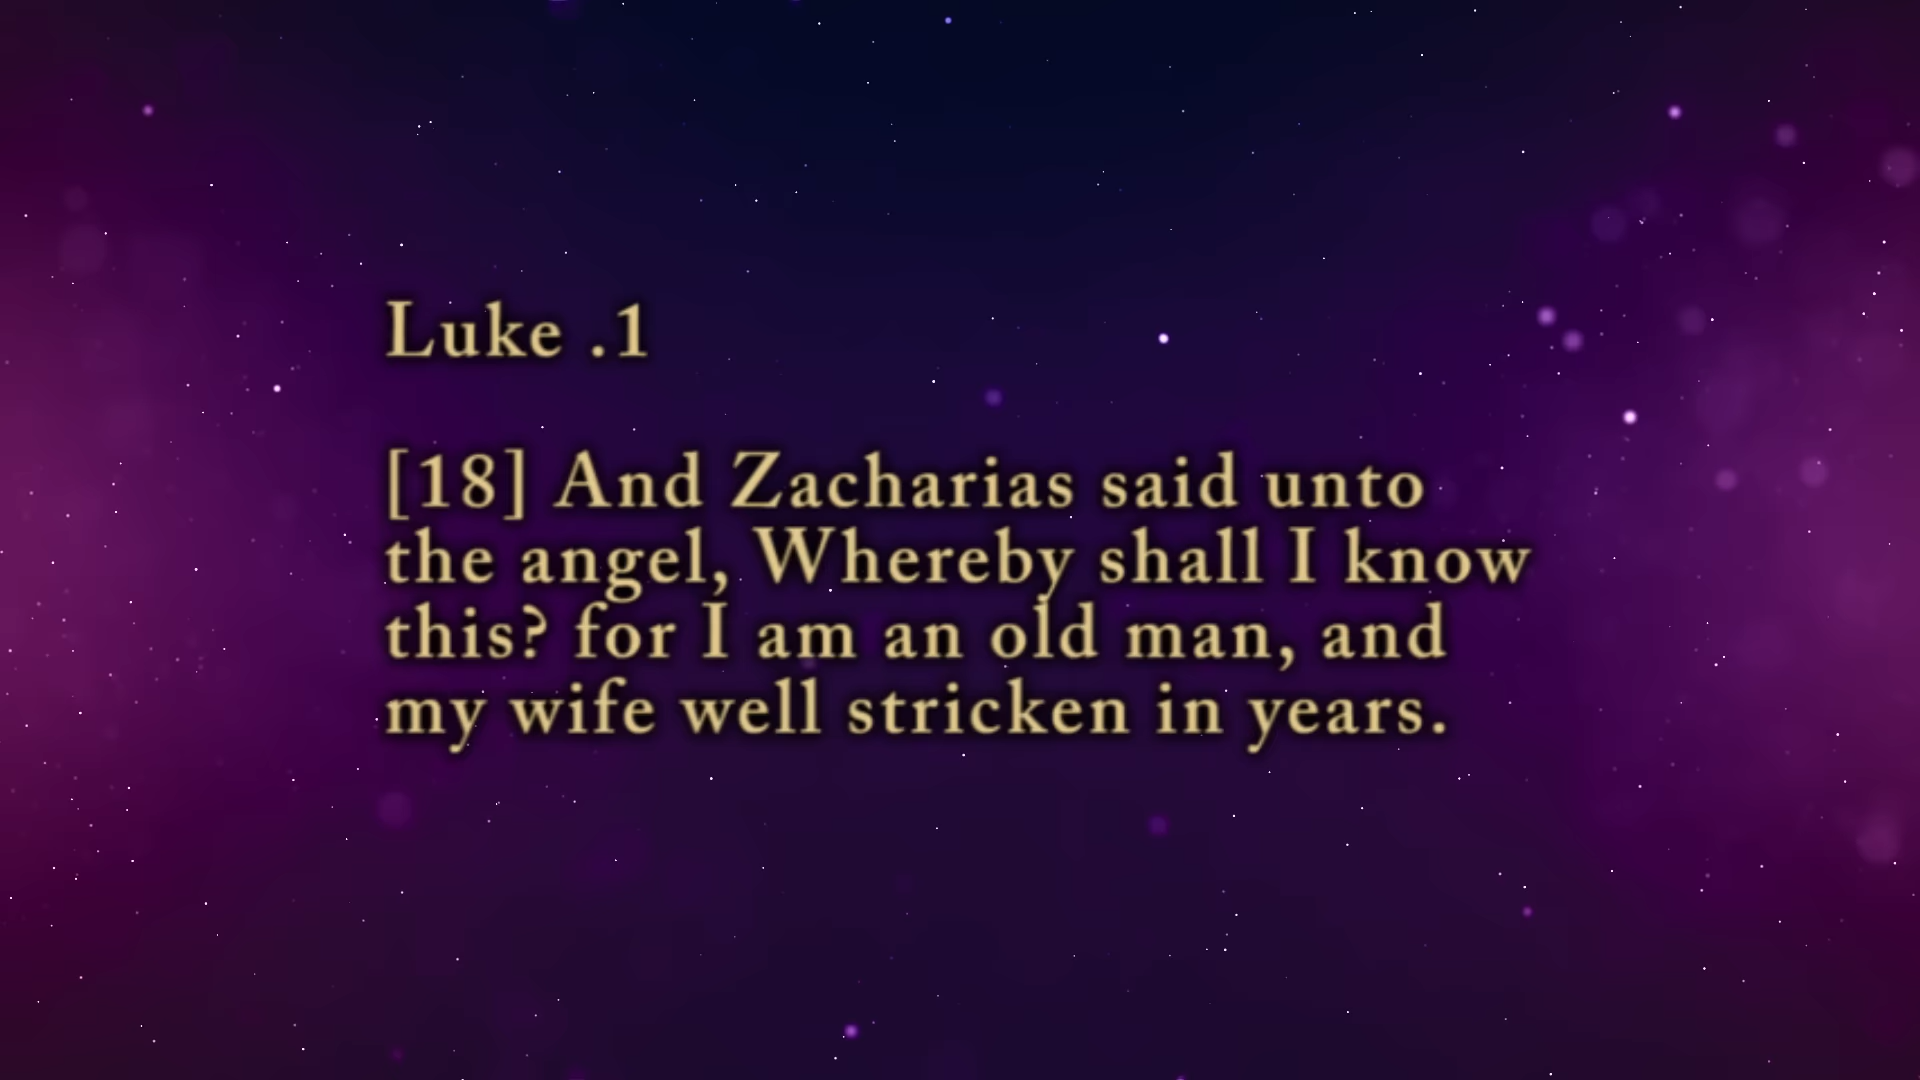 Luke .1
[18] And Zacharias said unto
the angel, Whereby shall I know
this? for I am an old man, and
my wife well stricken in years.